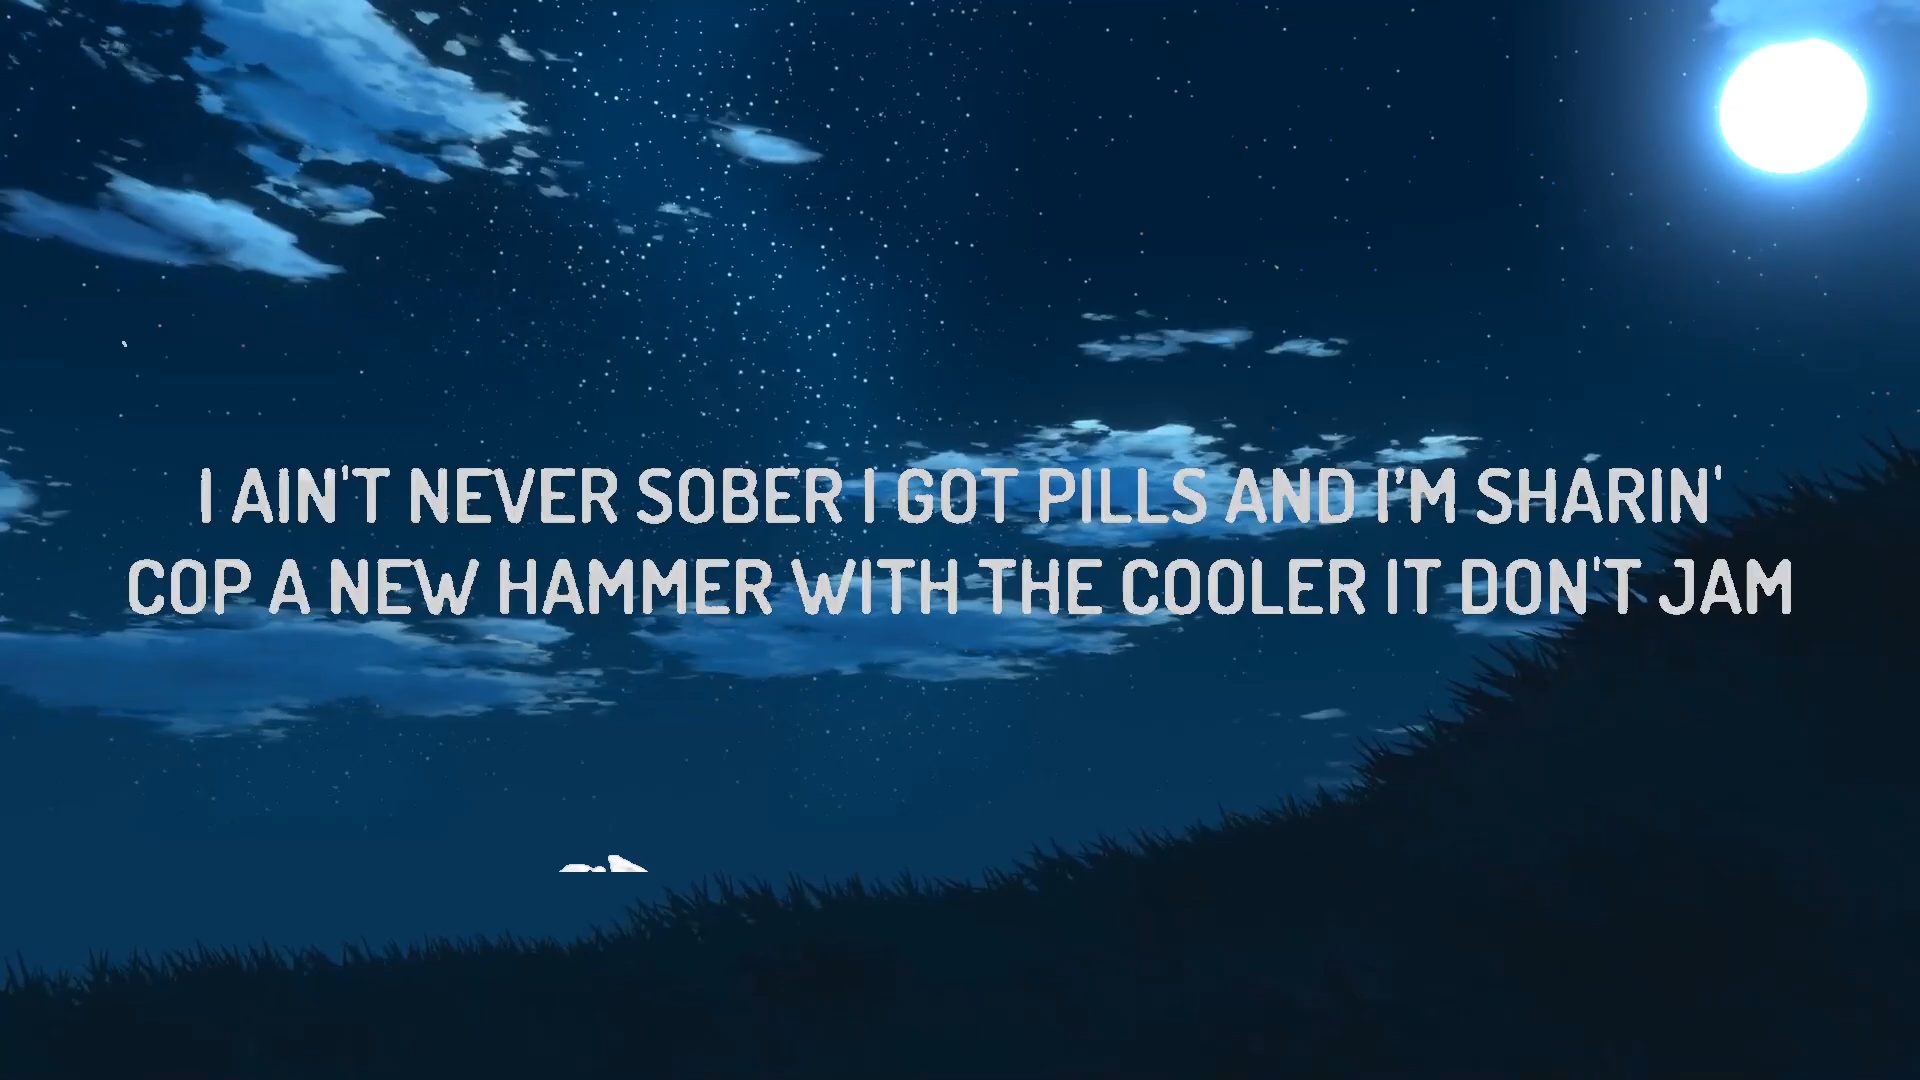 I AIN'T NEVER SOBER I GOT PILLS AND I'M SHARIN'
COP A NEW HAMMER WITH THE COOLER IT DON'T JAM